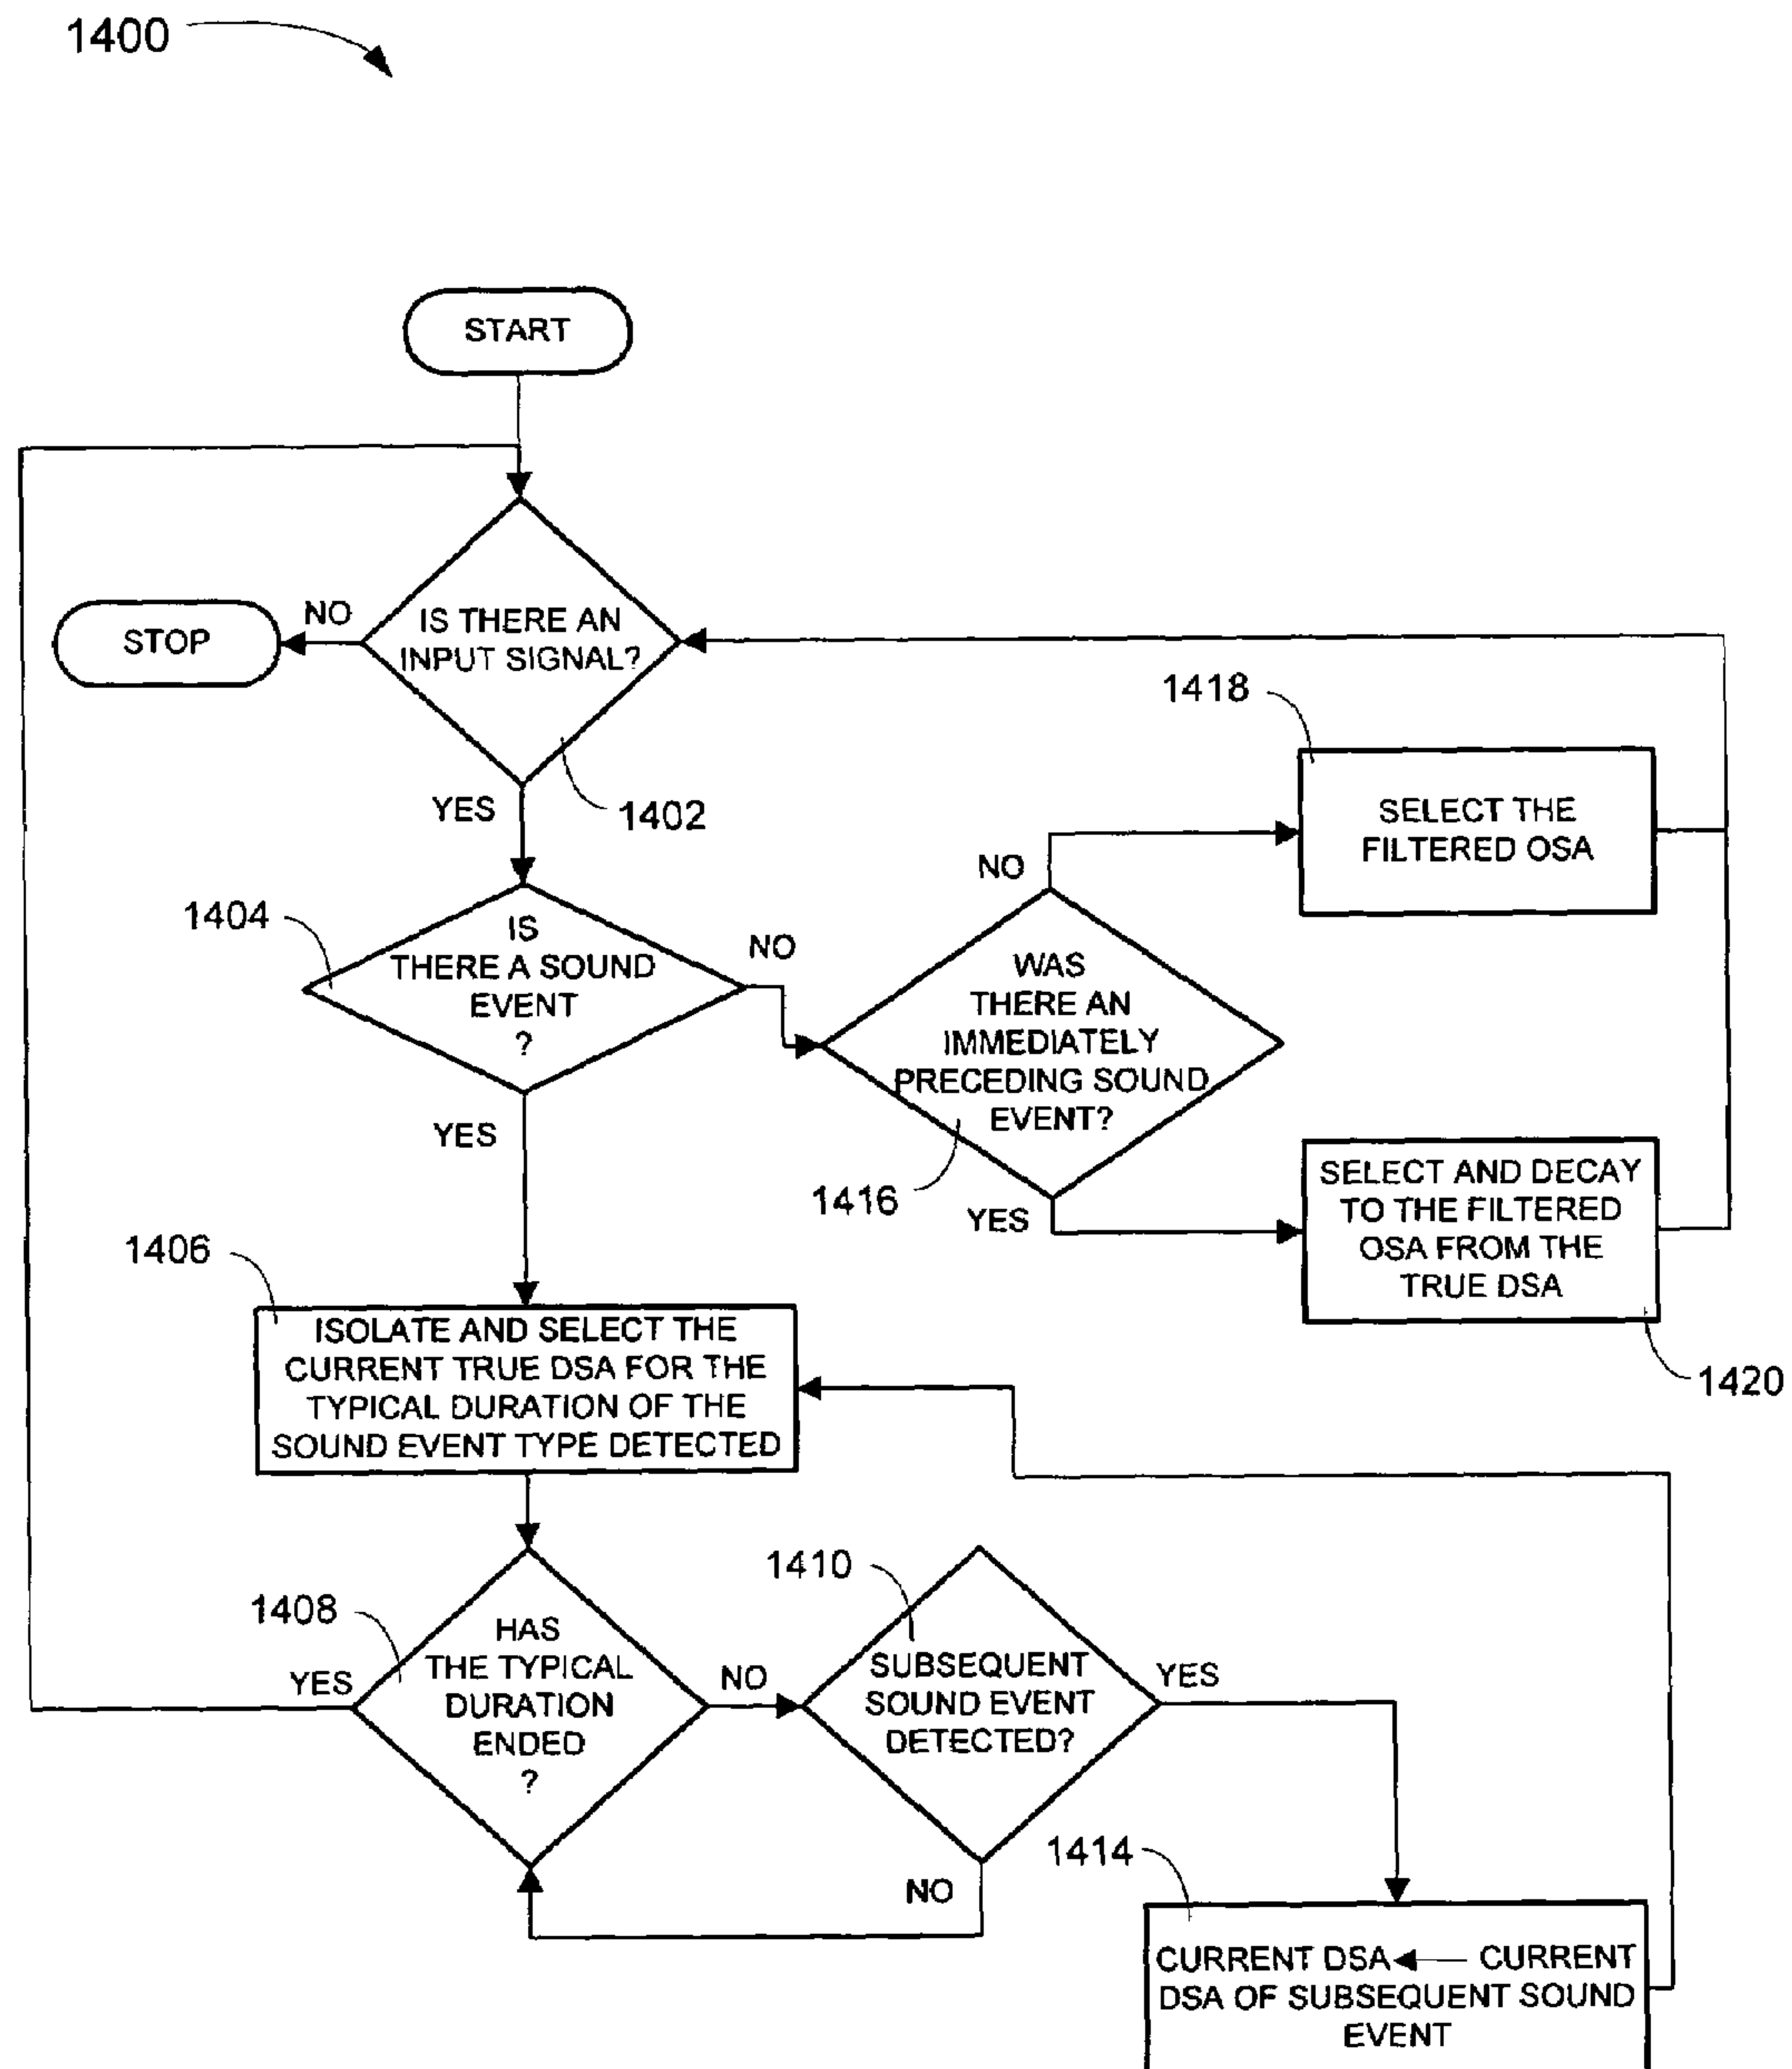 1400
START
NO
IS THERE AN
INPUT SIGNAL?
STOP
1418
1402
YES
SELECT THE
FILTERED OSA
NO
1404
IS
THERE A SOUND
EVENT
?
NO
WAS
THERE AN
IMMEDIATELY
PRECEDING SOUND
EVENT?
YES
1416
YES
SELECT AND DECAY
TO THE FILTERED
OSA FROM THE
TRUE DSA
1420
1406
ISOLATE AND SELECT THE
CURRENT TRUE DSA FOR THE
TYPICAL DURATION OF THE
SOUND EVENT TYPE DETECTED
1410
1408
HAS
THE TYPICAL
DURATION
ENDED
?
YES
NO
SUBSEQUENT
SOUND EVENT
DETECTED?
YES
NO
1414
CURRENT DSA ← CURRENT
DSA OF SUBSEQUENT SOUND
EVENT